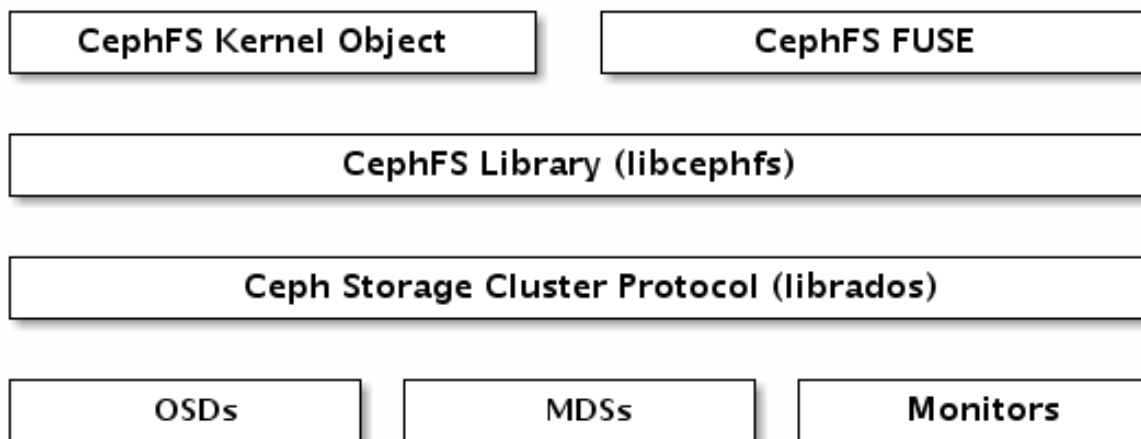 CephFS Kernel Object
CephFS FUSE
CephFS Library (libcephfs)
Ceph Storage Cluster Protocol (librados)
OSDs
MDSs
Monitors